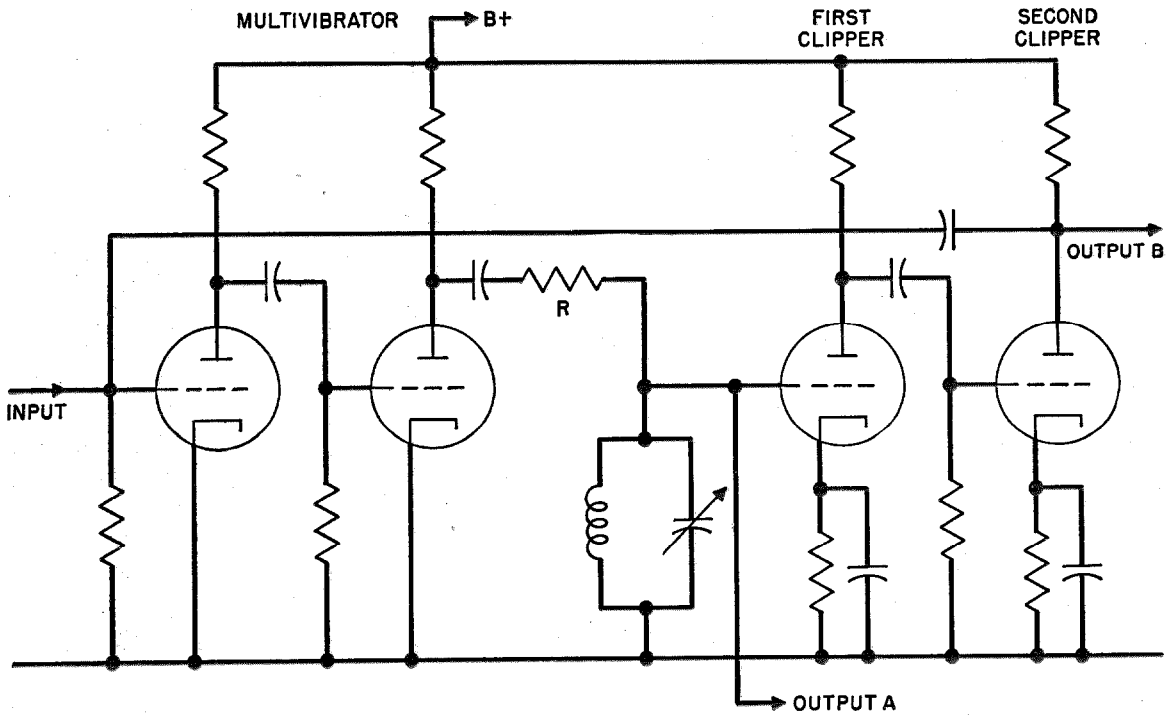 MULTIVIBRATOR
B+
FIRST
CLIPPER
SECOND
CLIPPER
OUTPUT B
R
INPUT
OUTPUT A